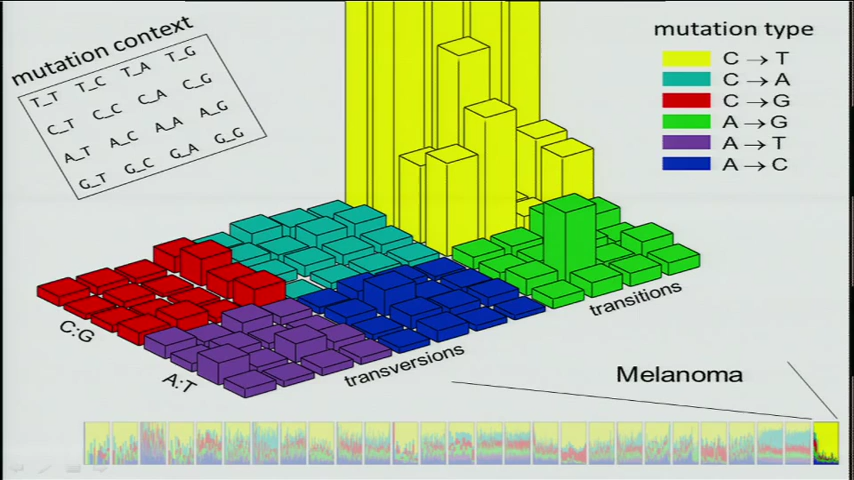 mutation context
T_T T_C T_A T_G
C_T C_C C_A C_G
A_T A_C A_A A_G
G_T G_C G_A G_G
mutation type
C → T
C → A
C → G
A → G
A → T
A → C
C:G
A:T
transversions
transitions
Melanoma